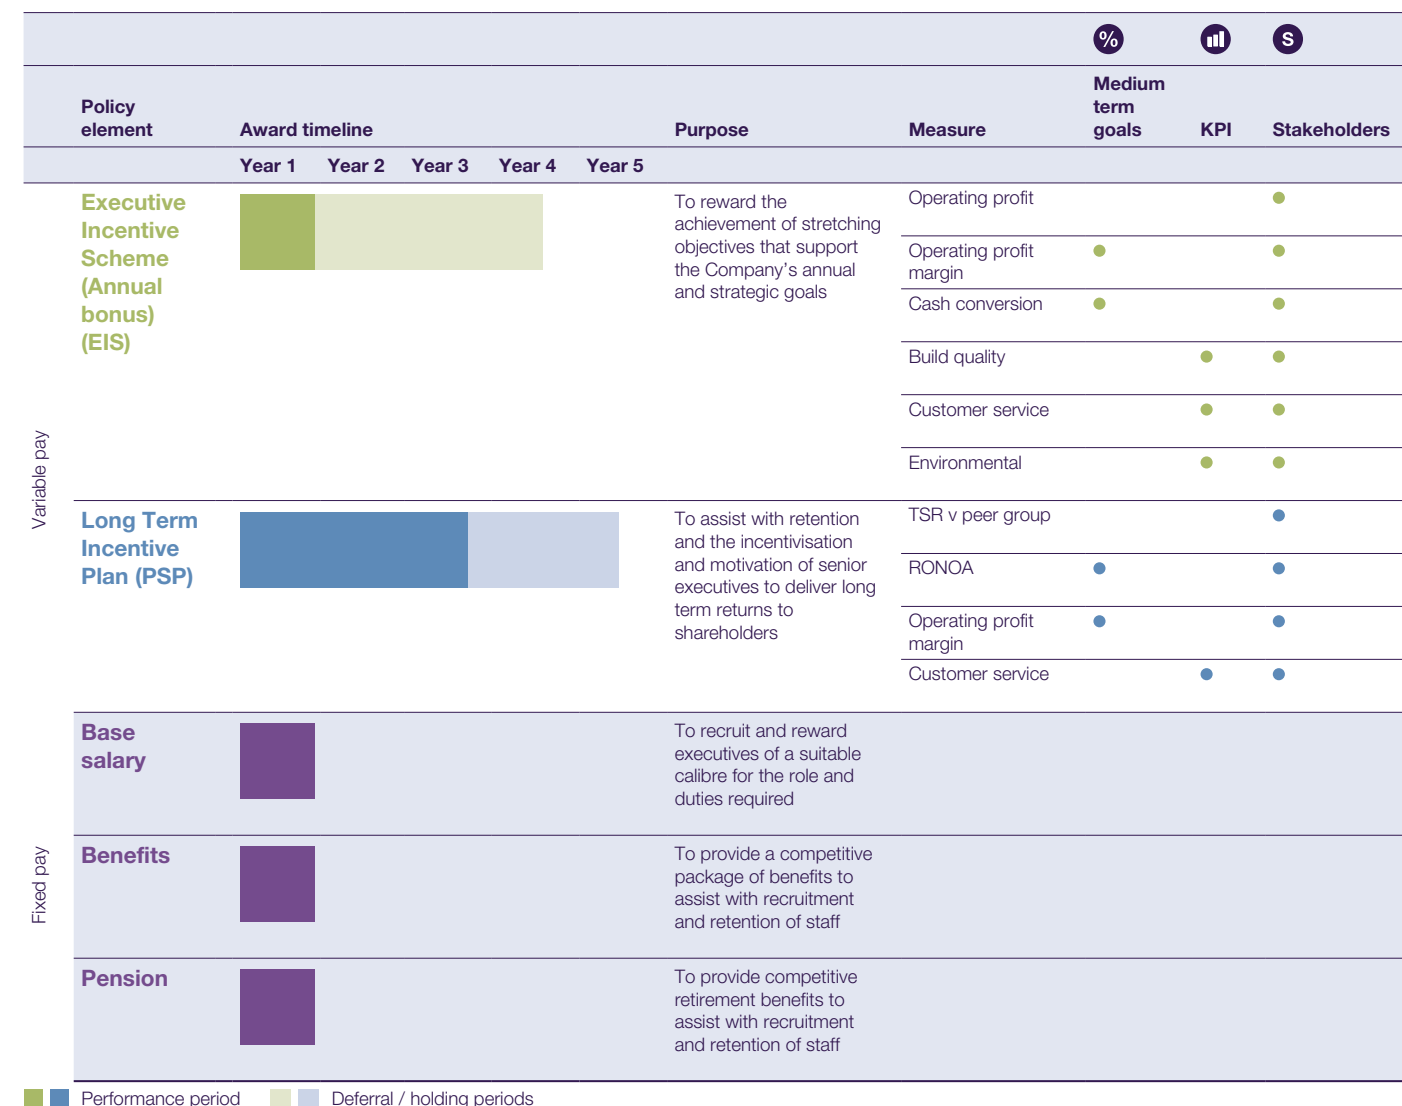 % S
Policy element Award timeline Purpose Measure Medium term goals KPI Stakeholders
Year 1 Year 2 Year 3 Year 4 Year 5
Variable pay
Executive
Incentive
Scheme
(Annual
bonus)
(EIS)
To reward the
achievement of stretching
objectives that support
the Company’s annual
and strategic goals
Operating profit
Operating profit
margin
Cash conversion
Build quality
Customer service
Environmental
Long Term
Incentive
Plan (PSP)
To assist with retention
and the incentivisation
and motivation of senior
executives to deliver long
term returns to
shareholders
TSR v peer group
RONOA
Operating profit
margin
Customer service
Fixed pay
Base
salary
To recruit and reward
executives of a suitable
calibre for the role and
duties required
Benefits
To provide a competitive
package of benefits to
assist with recruitment
and retention of staff
Pension
To provide competitive
retirement benefits to
assist with recruitment
and retention of staff
Performance period Deferral / holding periods